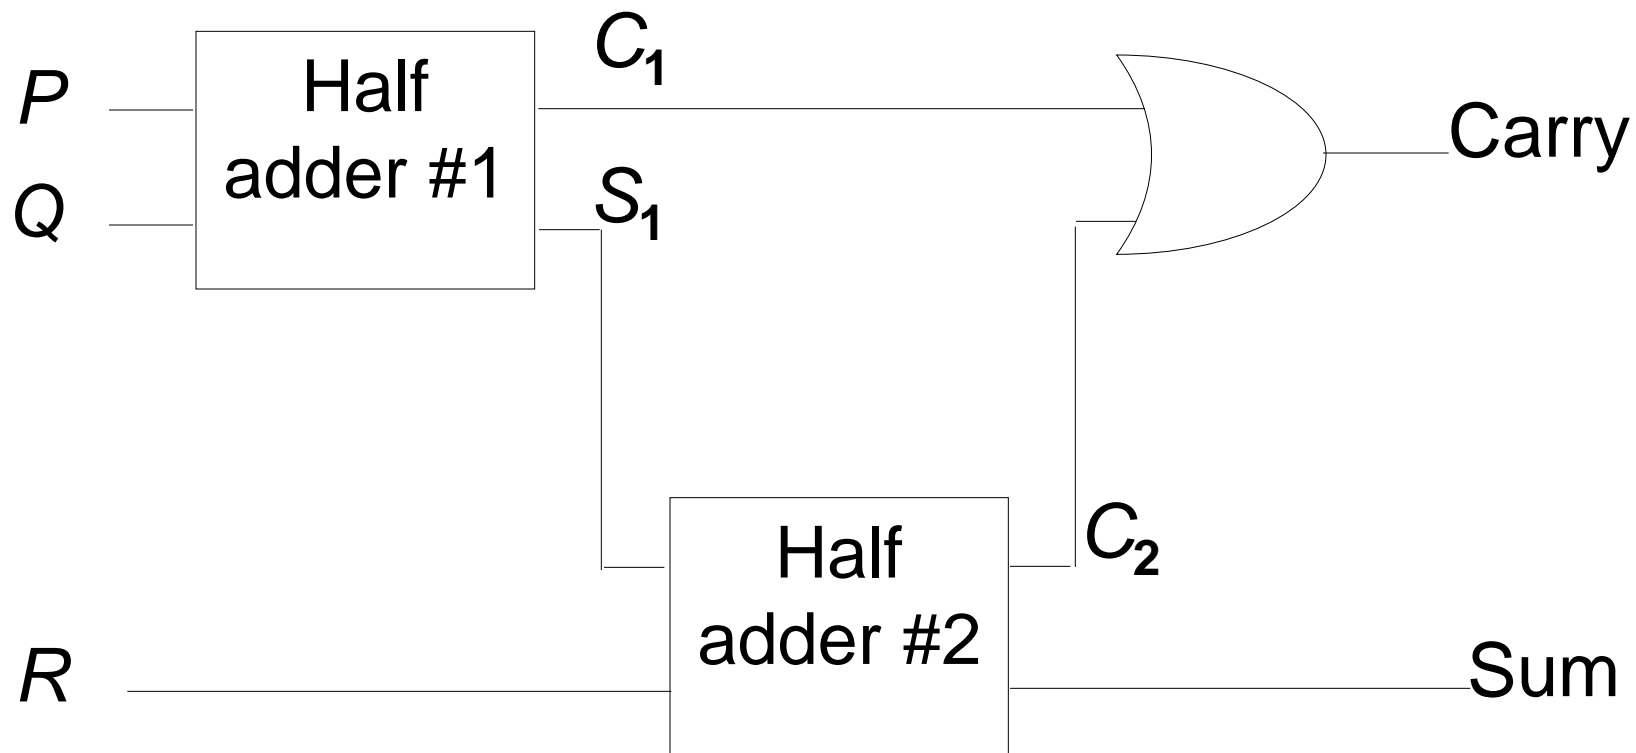 P
Q
Half
adder #1
C1
S1
Carry
R
Half
adder #2
C2
Sum